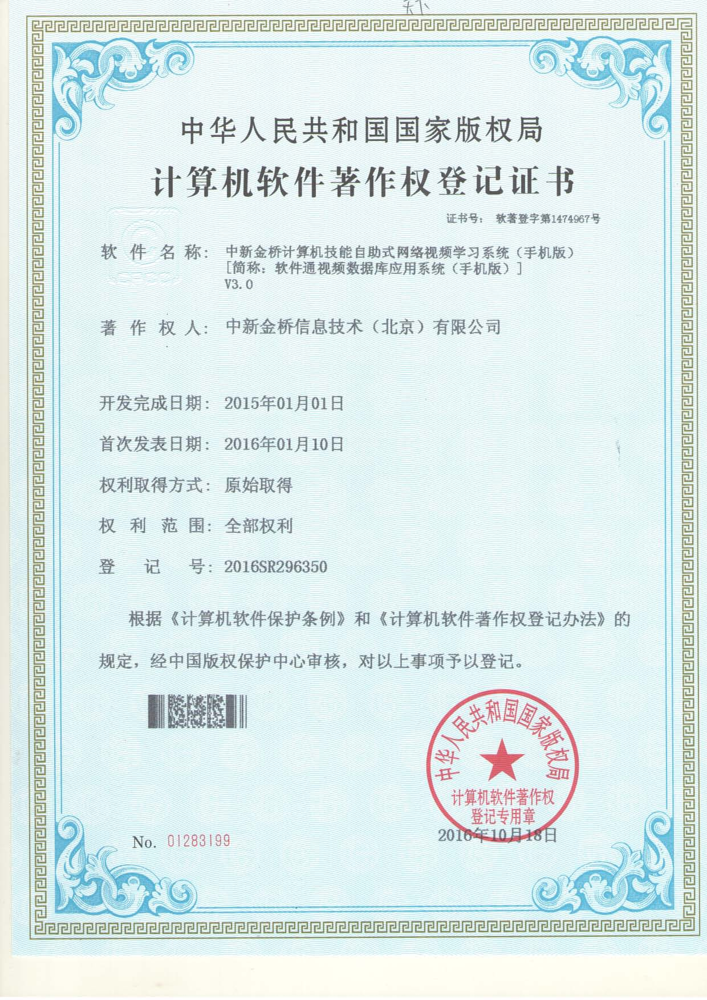 中华人民共和国国家版权局
计算机软件著作权登记证书
证书号： 软著登字第1474967号
软件名称： 中新金桥计算机技能自助式网络视频学习系统（手机版）
[简称：软件通视频数据库应用系统（手机版）]
V3.0
著作权人： 中新金桥信息技术（北京）有限公司
开发完成日期： 2015年01月01日
首次发表日期： 2016年01月10日
权利取得方式： 原始取得
权利范围： 全部权利
登记号： 2016SR296350
根据《计算机软件保护条例》和《计算机软件著作权登记办法》的
规定，经中国版权保护中心审核，对以上事项予以登记。
中华人民共和国国家版权局
计算机软件著作权
登记专用章
No. 01283199
2016年10月18日